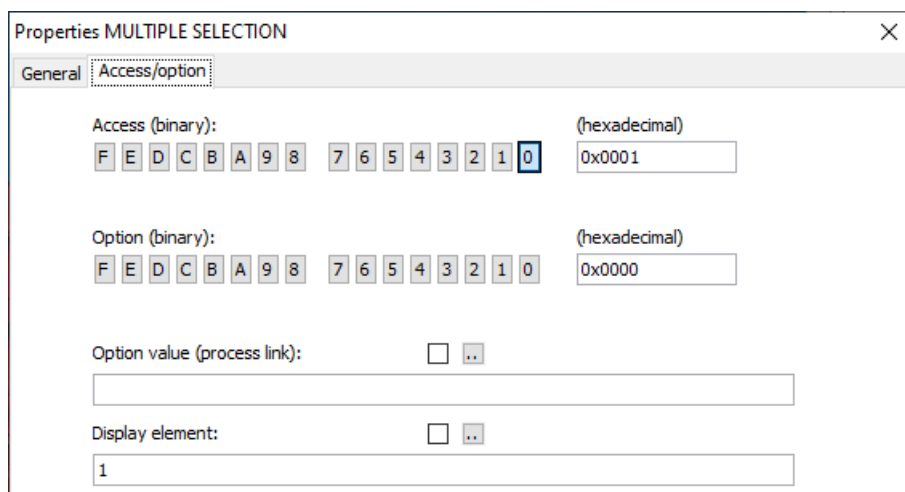 Properties MULTIPLE SELECTION
General Access/option
Access (binary): (hexadecimal)
F E D C B A 9 8 7 6 5 4 3 2 1 0 0x0001
Option (binary): (hexadecimal)
F E D C B A 9 8 7 6 5 4 3 2 1 0 0x0000
Option value (process link): ..
Display element: ..
1